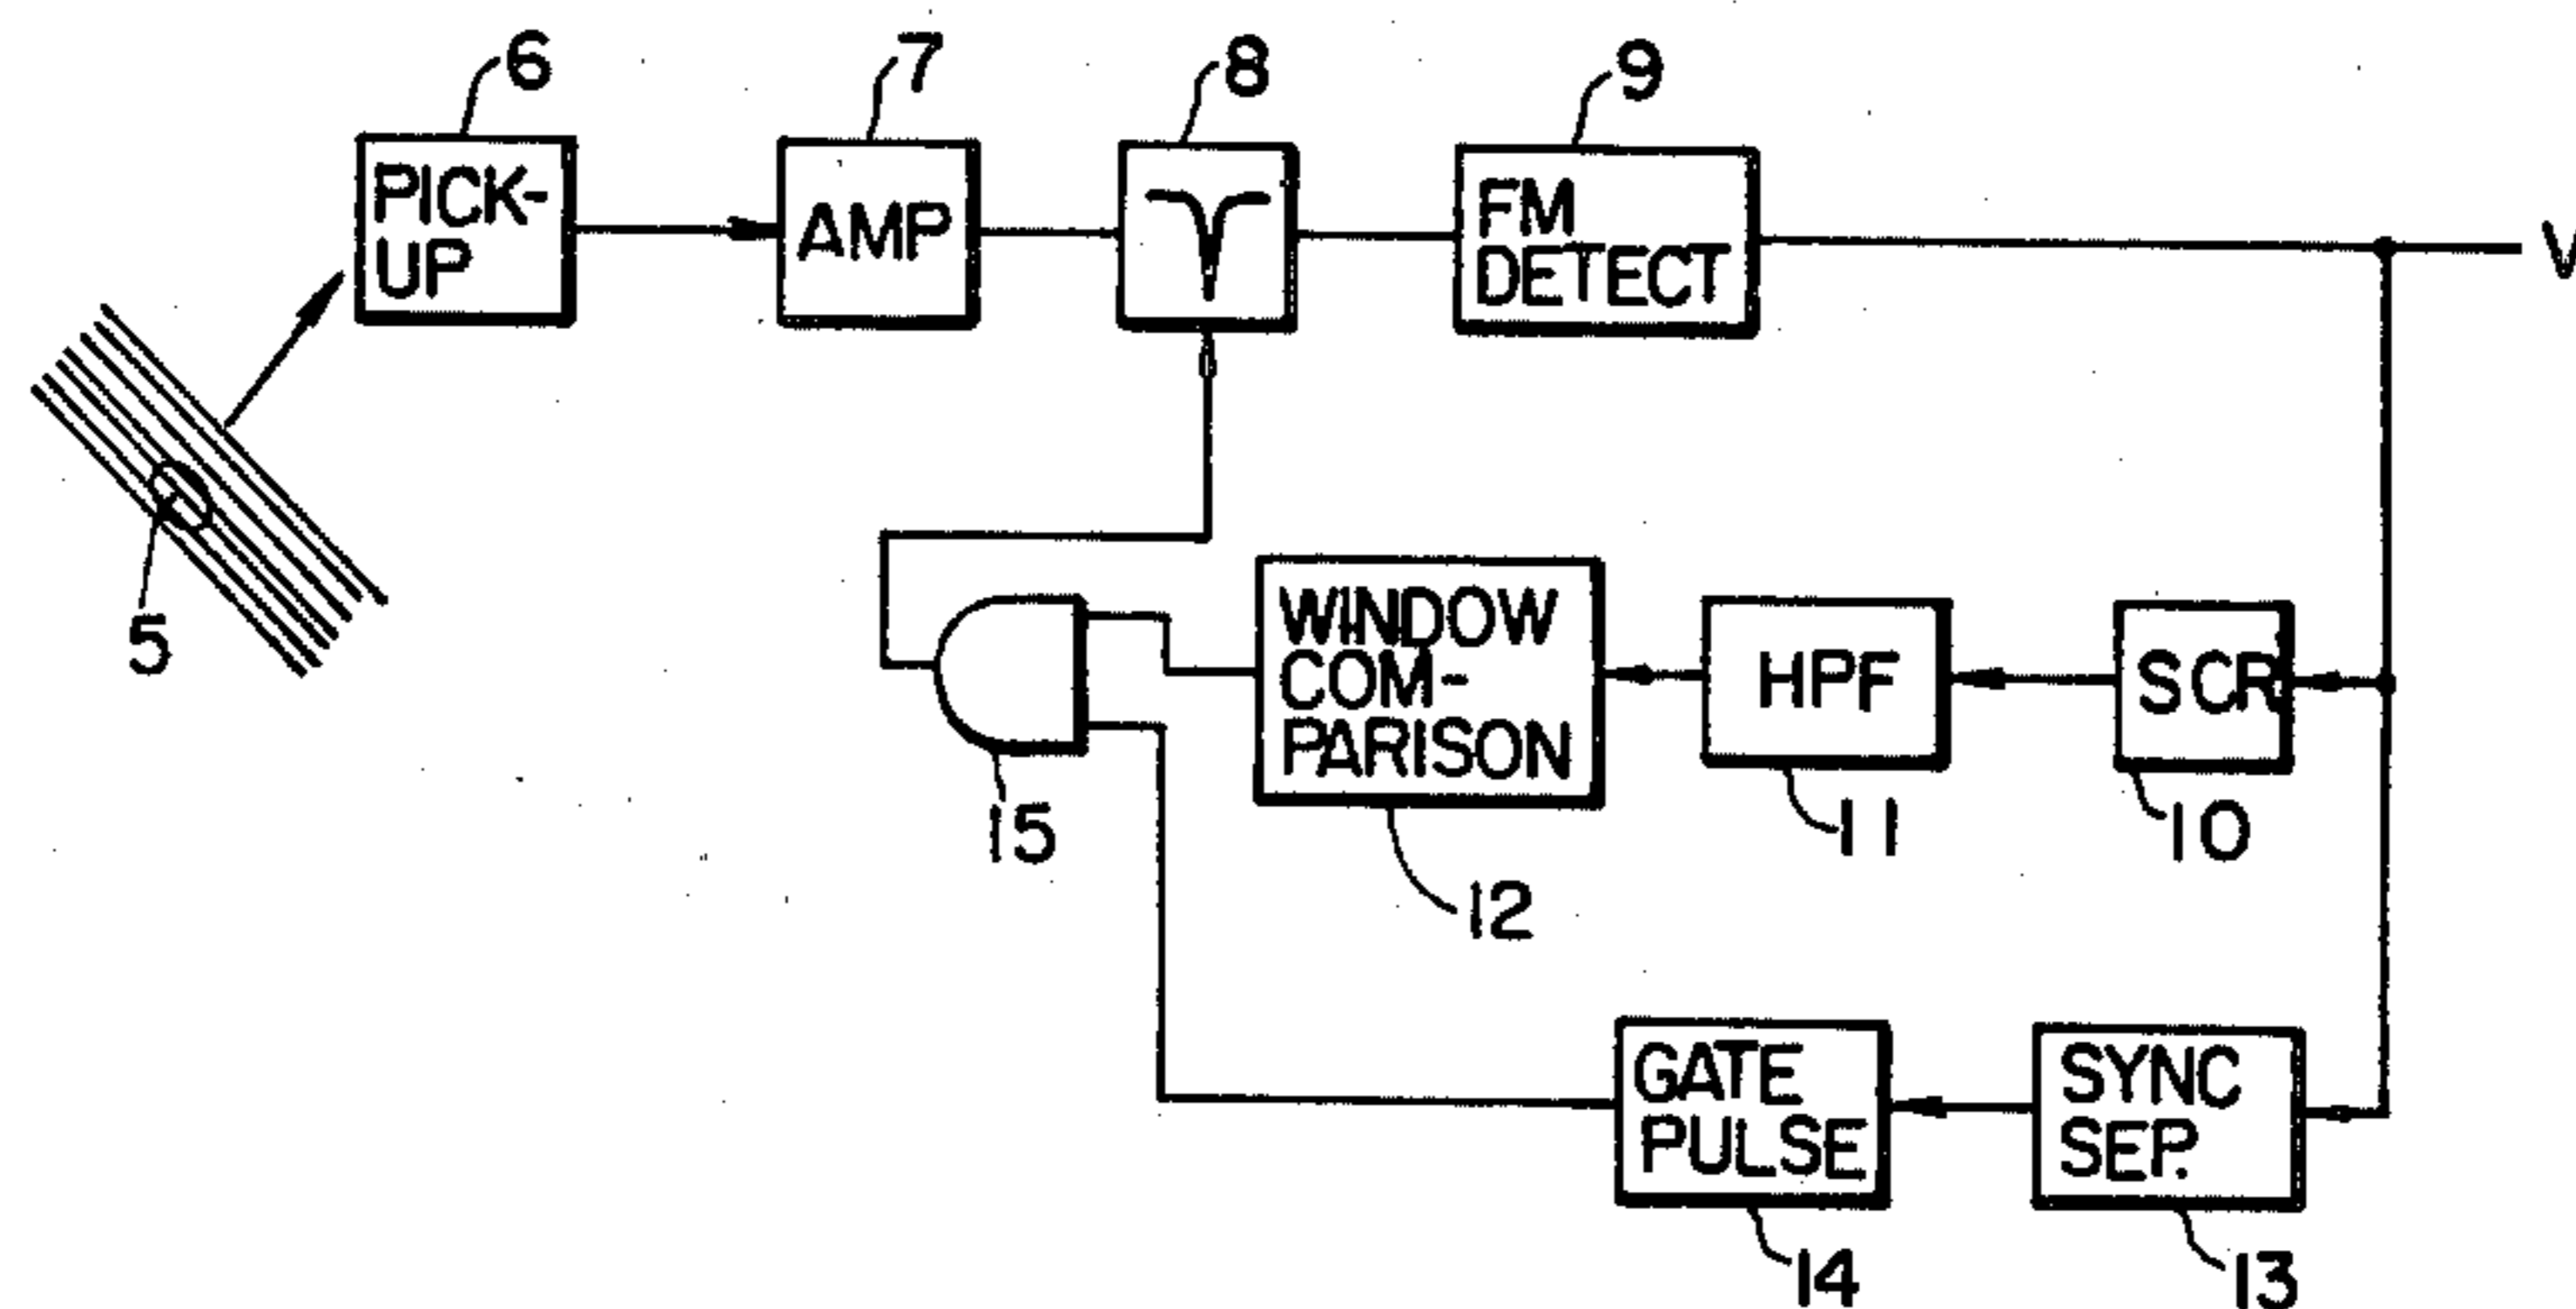 6
7
8
9
PICK-
UP
AMP
FM
DETECT
V
5
WINDOW
COM-
PARISON
HPF
SCR
15
12
11
10
GATE
PULSE
SYNC
SEP.
14
13